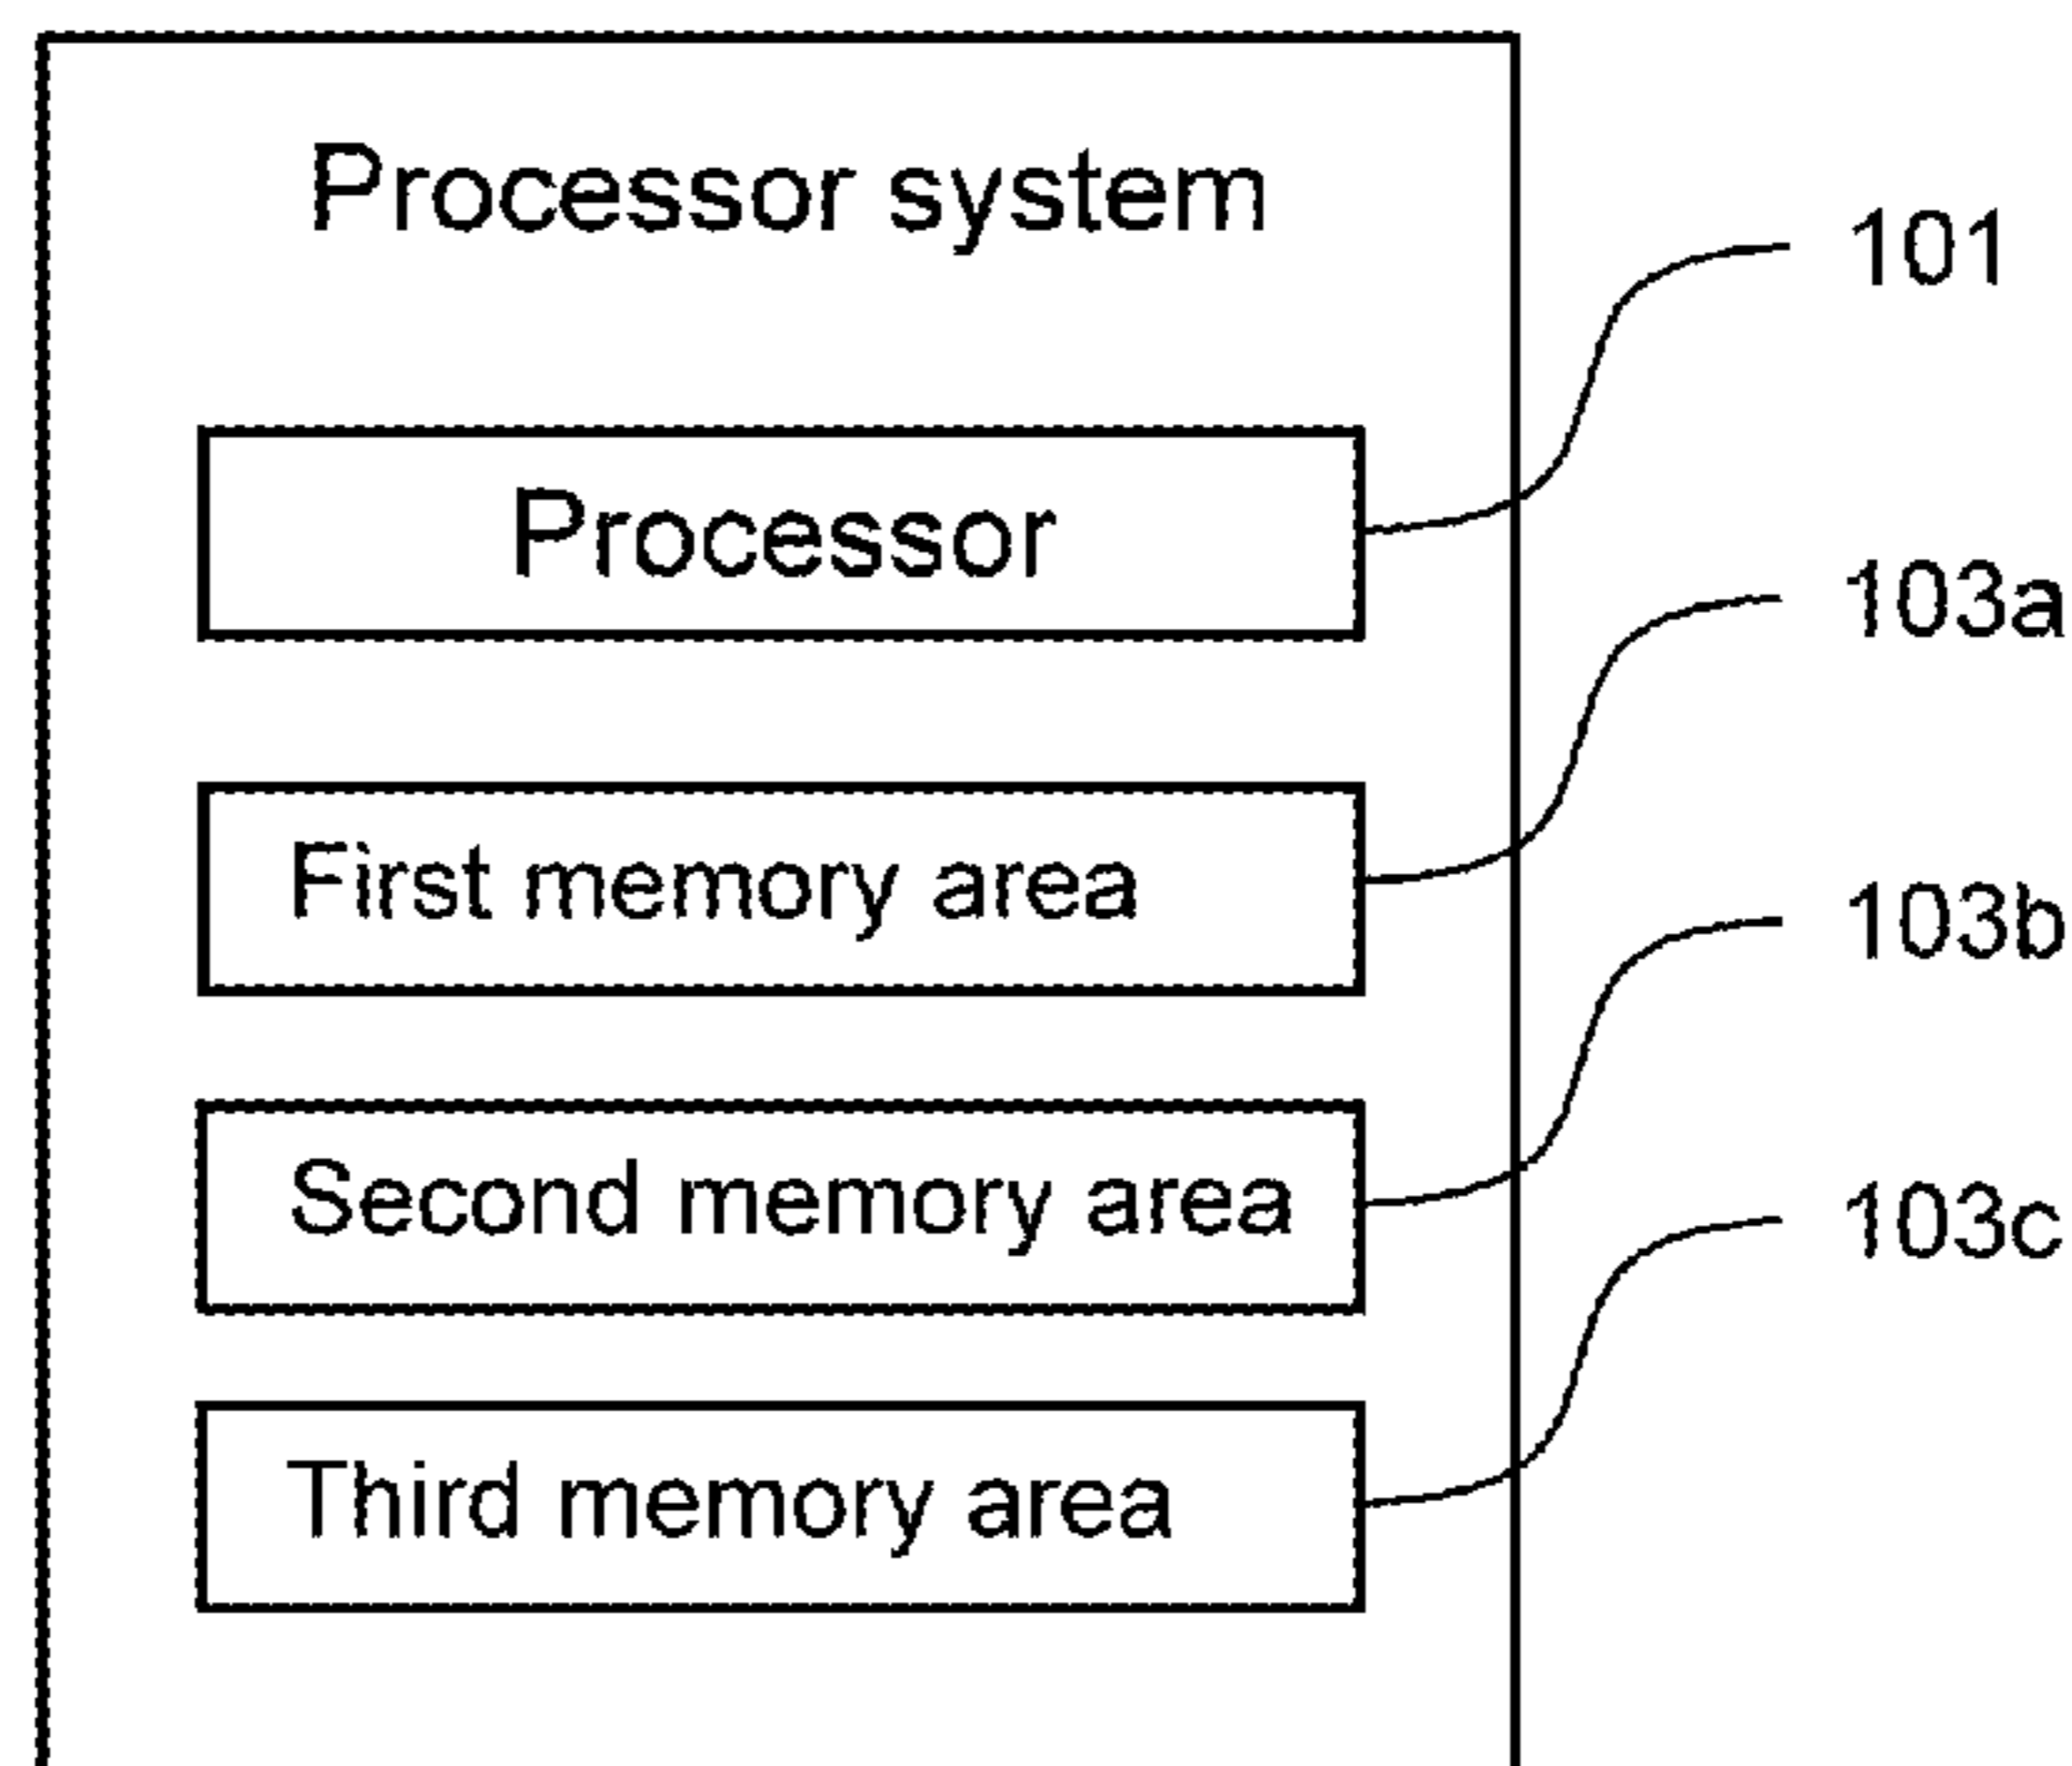 Processor system
101
Processor
103a
First memory area
103b
Second memory area
103c
Third memory area